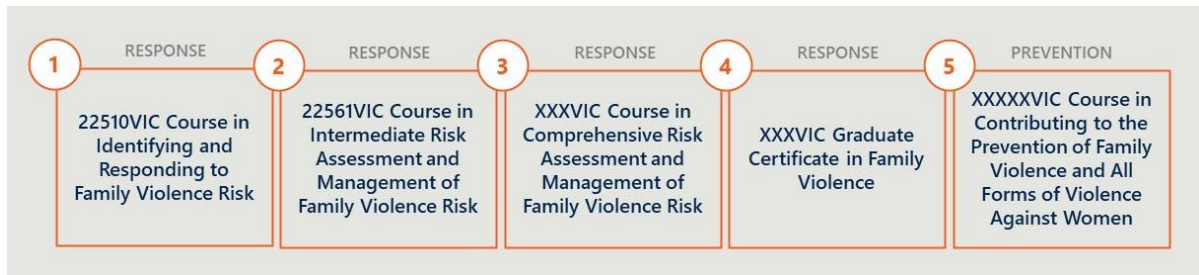 1
RESPONSE
22510VIC Course in
Identifying and
Responding to
Family Violence Risk
2
RESPONSE
22561VIC Course in
Intermediate Risk
Assessment and
Management of
Family Violence Risk
3
RESPONSE
XXXVIC Course in
Comprehensive Risk
Assessment and
Management of
Family Violence Risk
4
RESPONSE
XXXVIC Graduate
Certificate in Family
Violence
5
PREVENTION
XXXXXVIC Course in
Contributing to the
Prevention of Family
Violence and All
Forms of Violence
Against Women